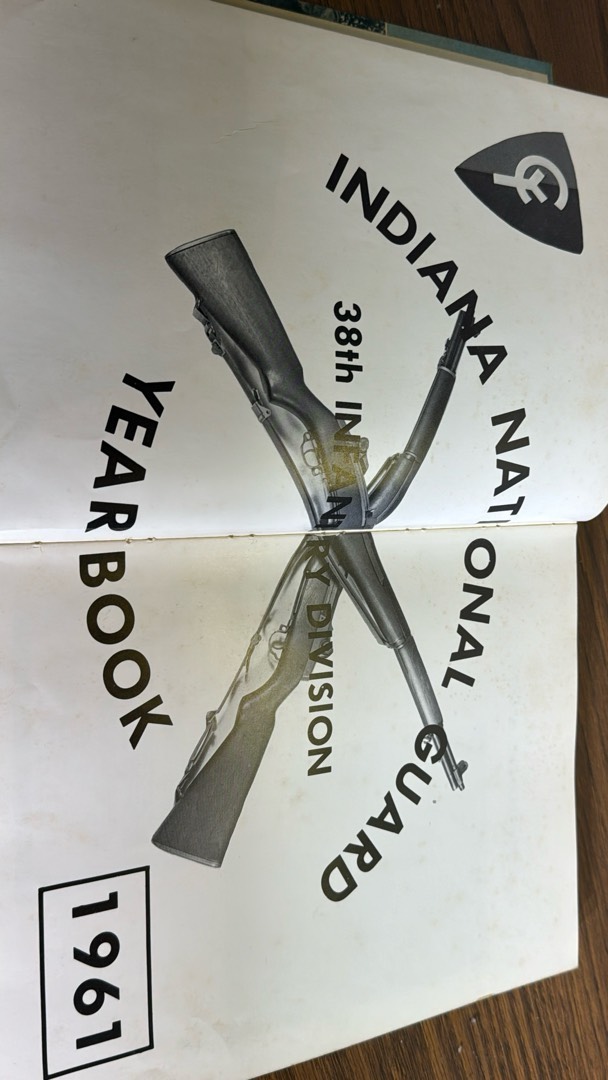 INDIANA NATIONAL GUARD
38th INFANTRY DIVISION
YEARBOOK
1961